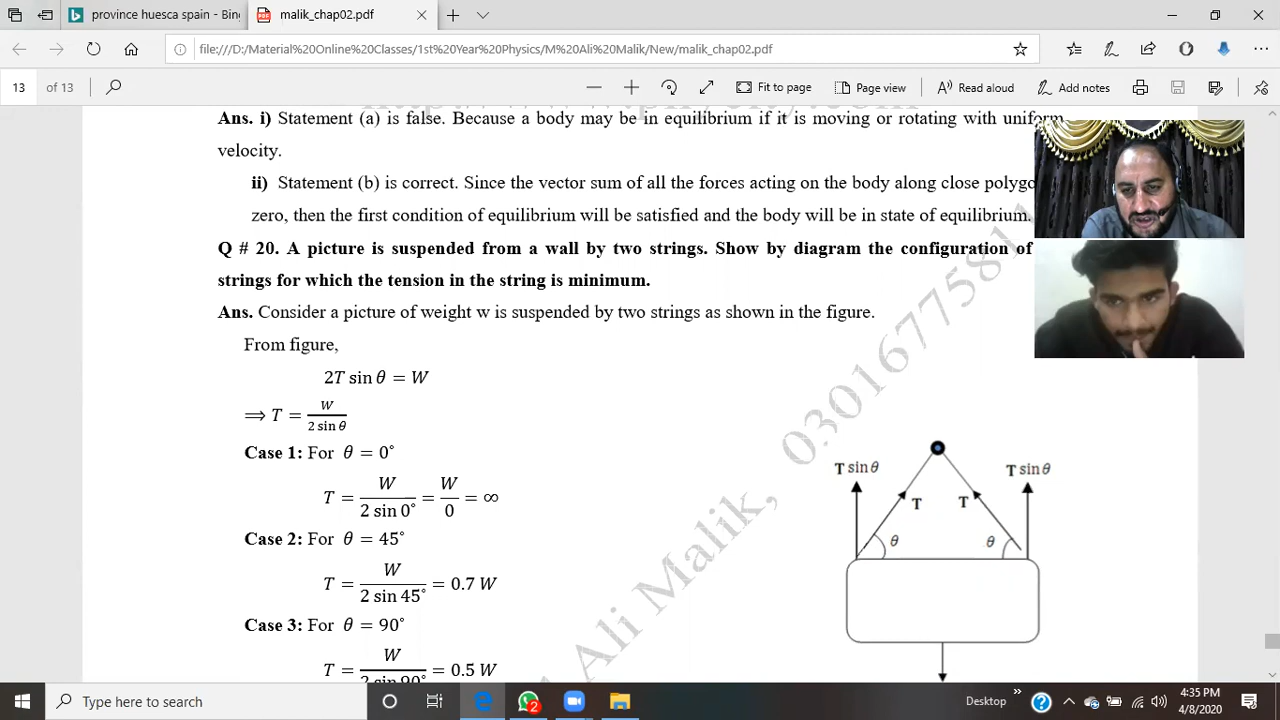 province huesca spain - Bing
malik_chap02.pdf
file:///D:/Material%20Online%20Classes/1st%20Year%20Physics/M%20Ali%20Malik/New/malik_chap02.pdf
13 of 13
Fit to page
Page view
Read aloud
Add notes
Ans. i) Statement (a) is false. Because a body may be in equilibrium if it is moving or rotating with uniform
velocity.
ii) Statement (b) is correct. Since the vector sum of all the forces acting on the body along close polygo
zero, then the first condition of equilibrium will be satisfied and the body will be in state of equilibrium.
Q # 20. A picture is suspended from a wall by two strings. Show by diagram the configuration of
strings for which the tension in the string is minimum.
Ans. Consider a picture of weight w is suspended by two strings as shown in the figure.
From figure,
2T sin θ = W
⟹ T = W / 2 sin θ
Case 1: For θ = 0°
T = W / 2 sin 0° = W / 0 = ∞
Case 2: For θ = 45°
T = W / 2 sin 45° = 0.7 W
Case 3: For θ = 90°
T = W / 2 sin 90° = 0.5 W
T sin θ
T sin θ
T
T
θ
θ
Ali Malik, 03016775811
Type here to search
2
Desktop
4:35 PM
4/8/2020